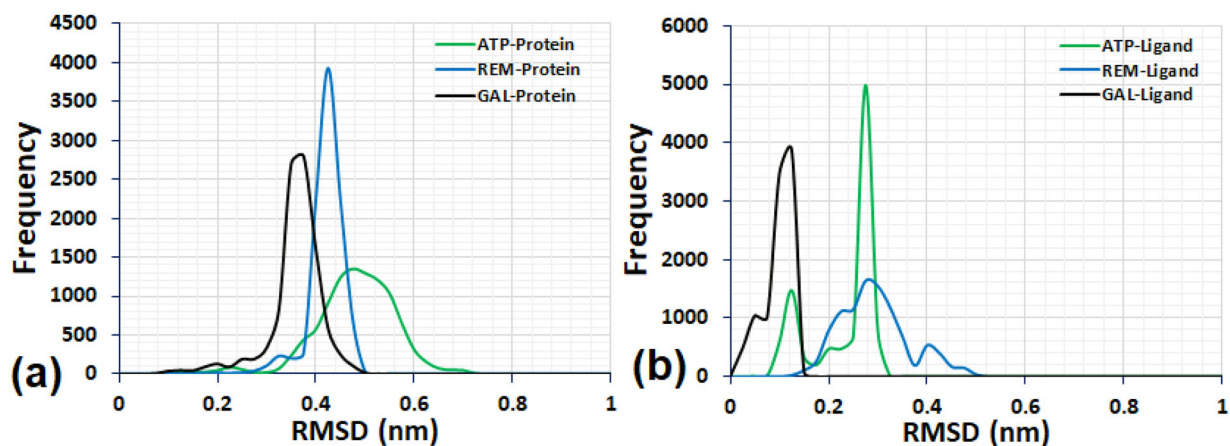 4500
4000
3500
3000
2500
2000
1500
1000
500
0
Frequency
ATP-Protein
REM-Protein
GAL-Protein
0 0.2 0.4 0.6 0.8 1
RMSD (nm)
(a)
6000
5000
4000
3000
2000
1000
0
Frequency
ATP-Ligand
REM-Ligand
GAL-Ligand
0 0.2 0.4 0.6 0.8 1
RMSD (nm)
(b)